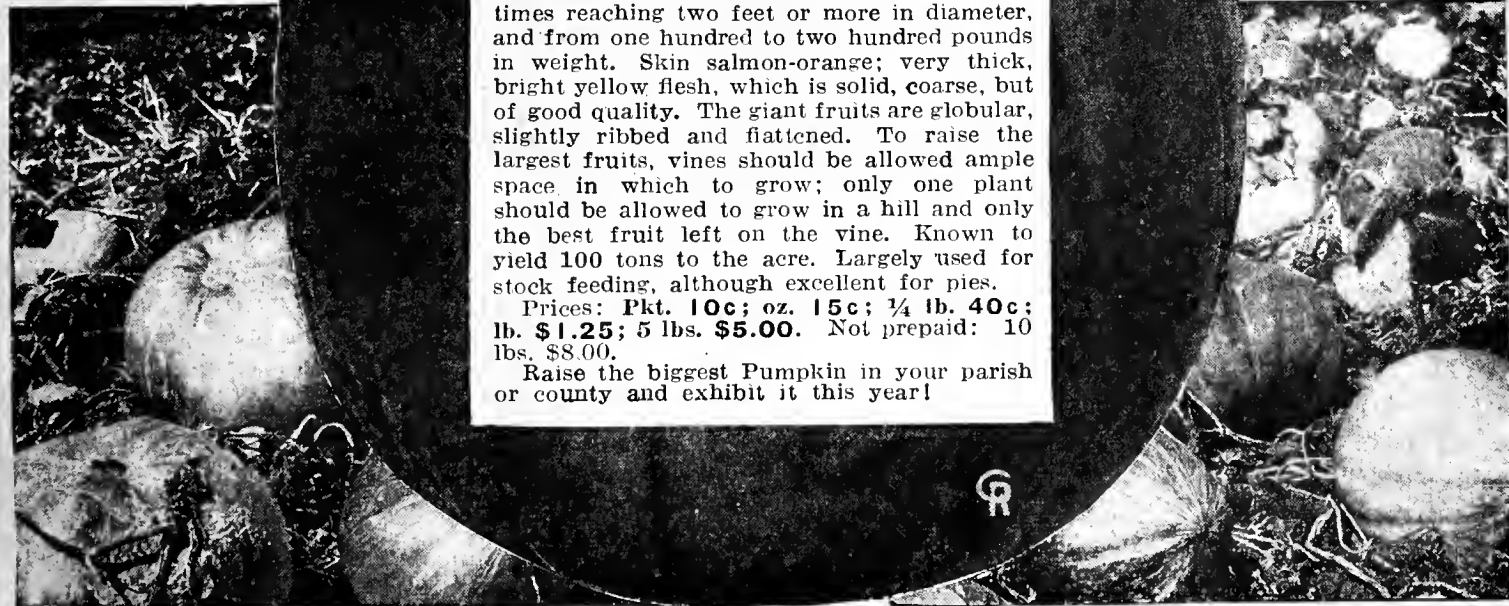 times reaching two feet or more in diameter,
and from one hundred to two hundred pounds
in weight. Skin salmon-orange; very thick,
bright yellow flesh, which is solid, coarse, but
of good quality. The giant fruits are globular,
slightly ribbed and flattened. To raise the
largest fruits, vines should be allowed ample
space in which to grow; only one plant
should be allowed to grow in a hill and only
the best fruit left on the vine. Known to
yield 100 tons to the acre. Largely used for
stock feeding, although excellent for pies.
Prices: Pkt. 10c; oz. 15c; ¼ lb. 40c;
lb. $1.25; 5 lbs. $5.00. Not prepaid: 10
lbs. $8.00.
Raise the biggest Pumpkin in your parish
or county and exhibit it this year!
GR